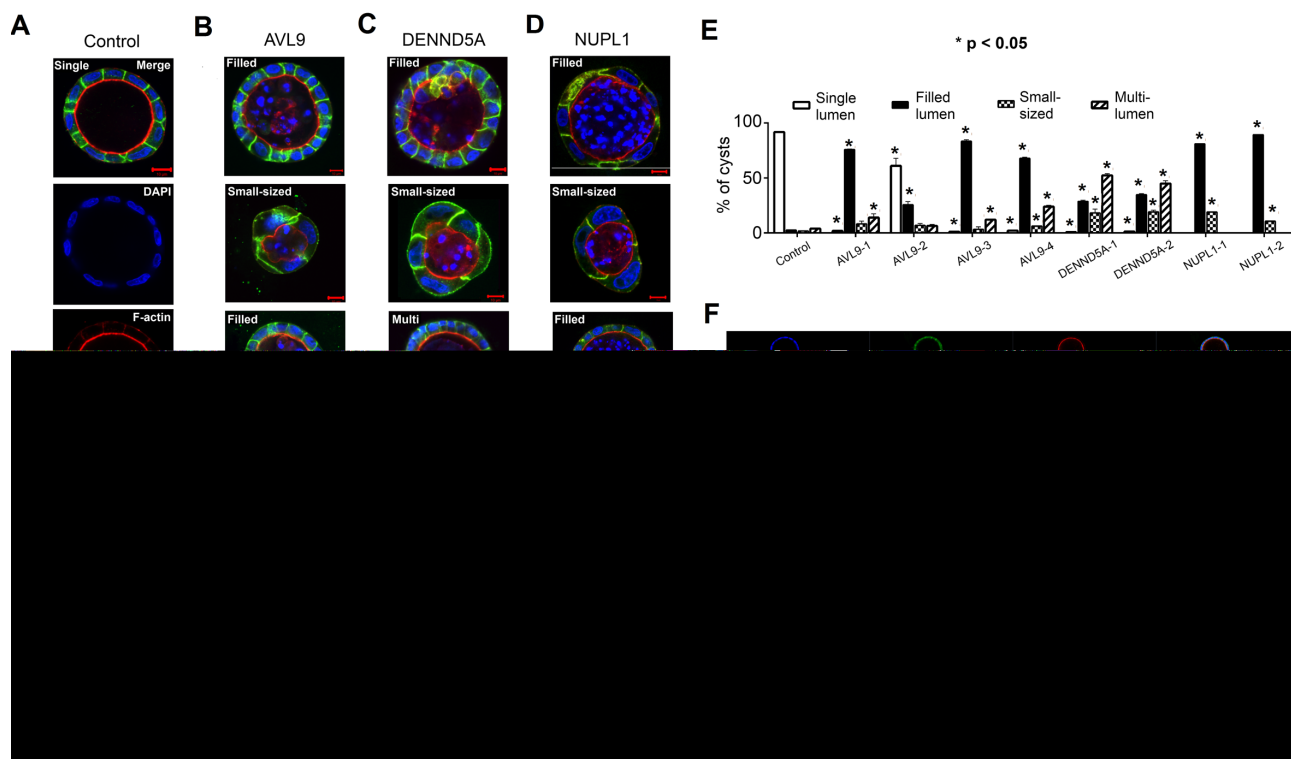 A
Control
Single Merge
DAPI
F-actin
B
AVL9
Filled
Small-sized
Filled
C
DENND5A
Filled
Small-sized
Multi
D
NUPL1
Filled
Small-sized
Filled
E
* p < 0.05
Single lumen
Filled lumen
Small-sized
Multi-lumen
% of cysts
100
50
0
* * * * * * * * * * * * * * * * * * * * * * *
Control
AVL9-1
AVL9-2
AVL9-3
AVL9-4
DENND5A-1
DENND5A-2
NUPL1-1
NUPL1-2
F